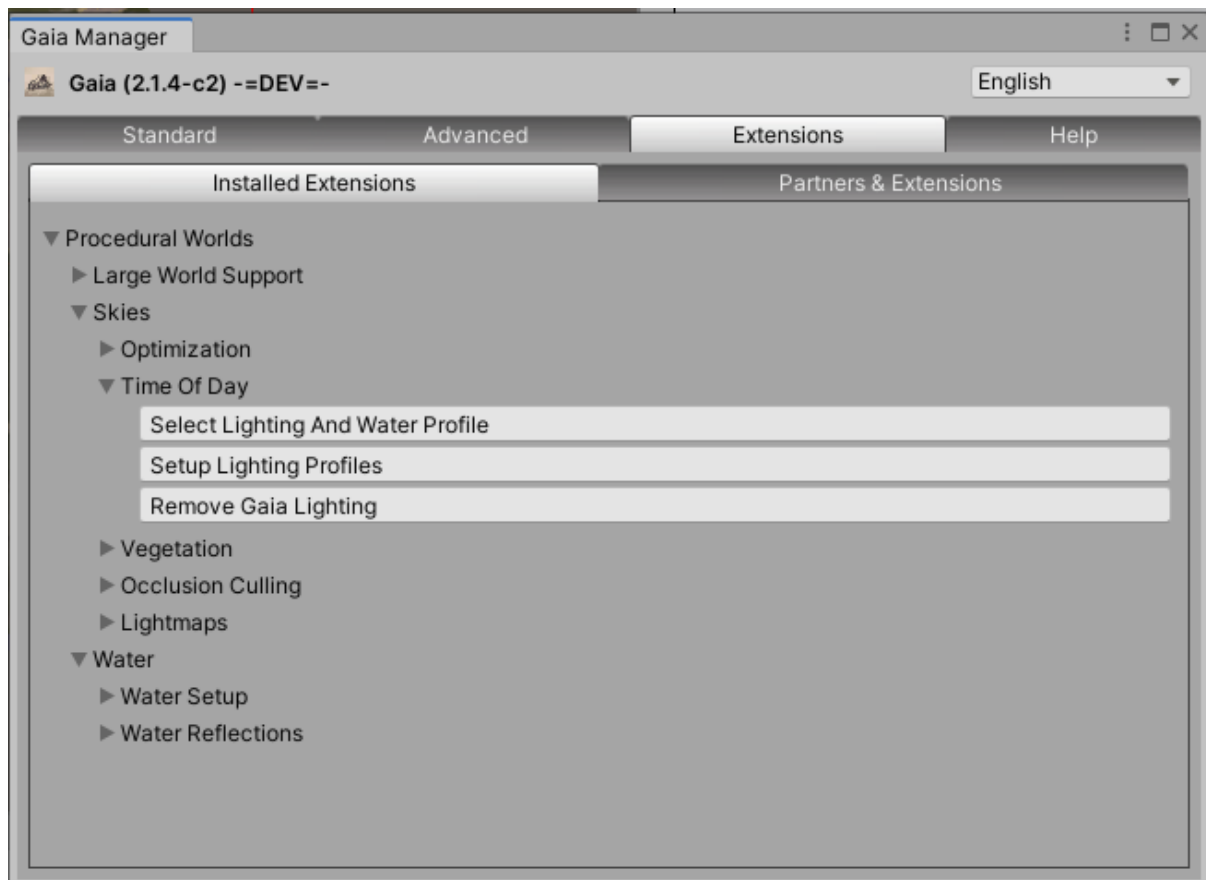 Gaia Manager
Gaia (2.1.4-c2) -=DEV=- English
Standard Advanced Extensions Help
Installed Extensions Partners & Extensions
Procedural Worlds
Large World Support
Skies
Optimization
Time Of Day
Select Lighting And Water Profile
Setup Lighting Profiles
Remove Gaia Lighting
Vegetation
Occlusion Culling
Lightmaps
Water
Water Setup
Water Reflections